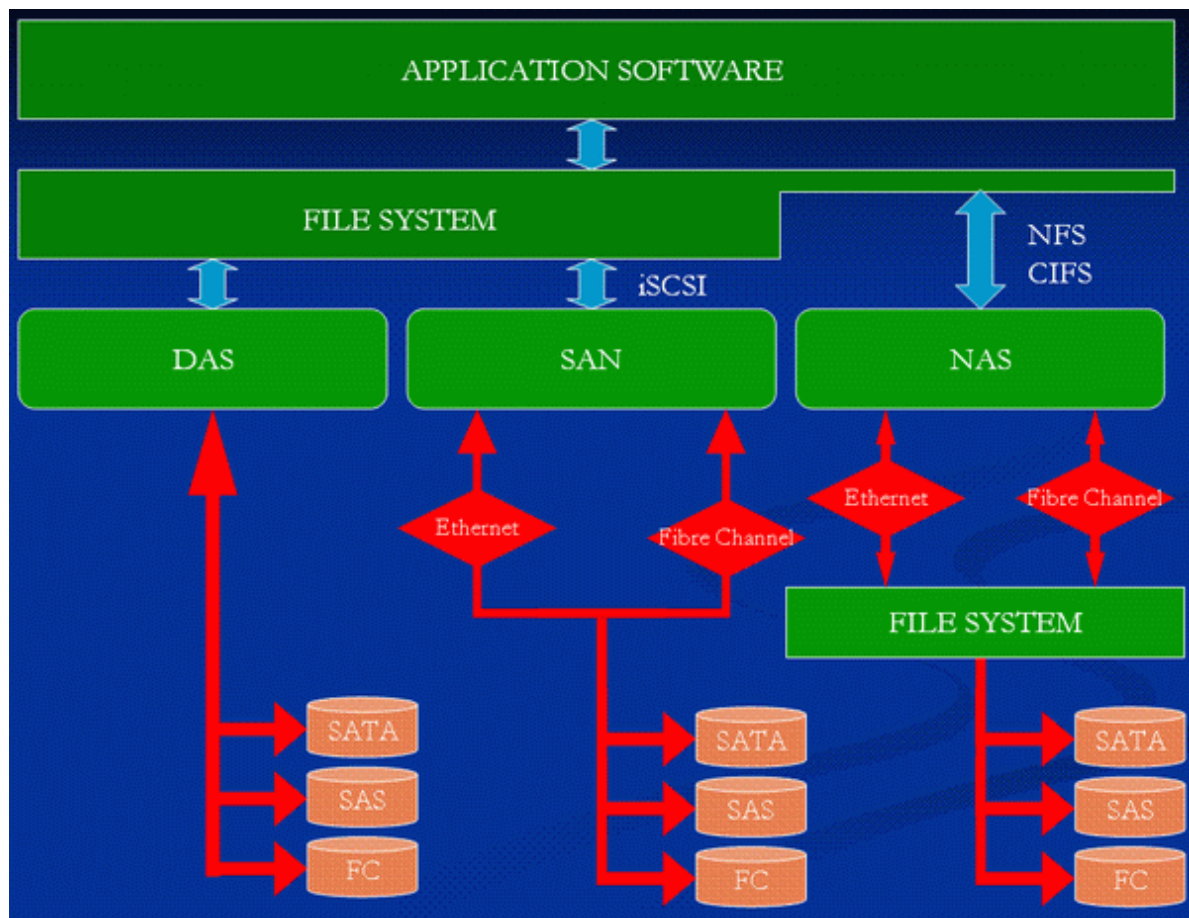 APPLICATION SOFTWARE
FILE SYSTEM
NFS
CIFS
iSCSI
DAS
SAN
NAS
Ethernet
Fibre Channel
Ethernet
Fibre Channel
FILE SYSTEM
SATA
SAS
FC
SATA
SAS
FC
SATA
SAS
FC